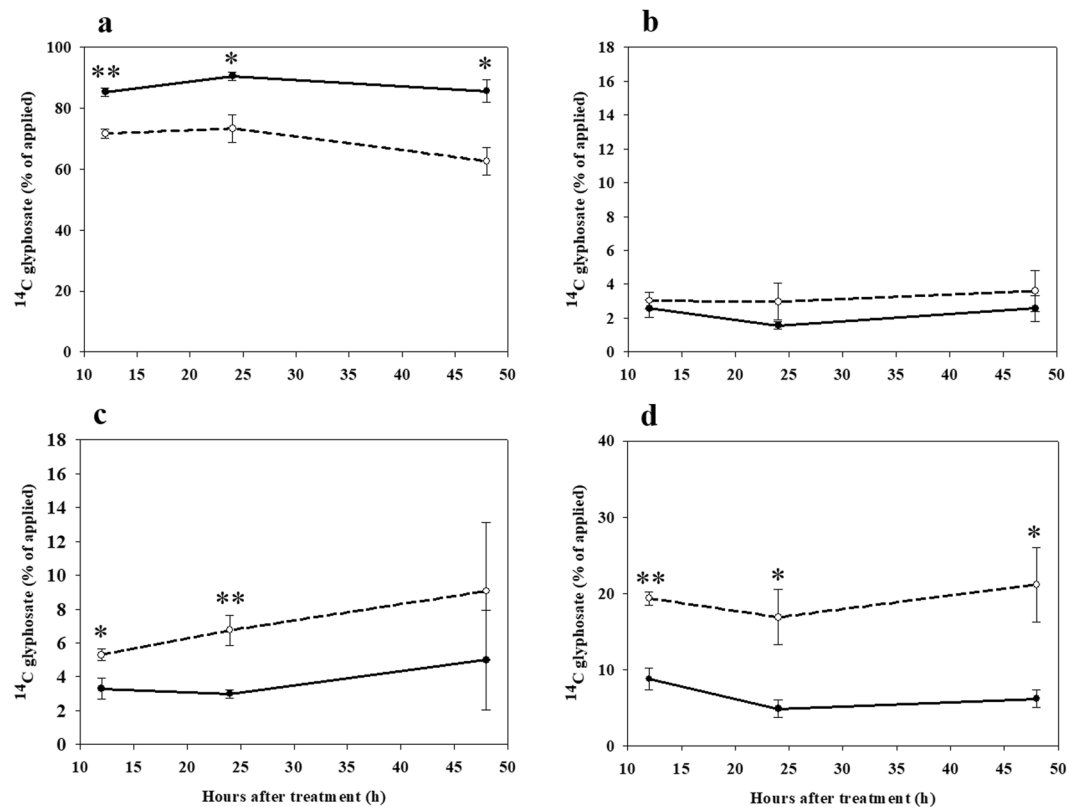 a
b
100
80
60
40
20
0
** * *
¹⁴C glyphosate (% of applied)
10 15 20 25 30 35 40 45 50
18
16
14
12
10
8
6
4
2
0
¹⁴C glyphosate (% of applied)
10 15 20 25 30 35 40 45 50
c
d
18
16
14
12
10
8
6
4
2
0
* **
¹⁴C glyphosate (% of applied)
10 15 20 25 30 35 40 45 50
Hours after treatment (h)
40
30
20
10
0
** * *
¹⁴C glyphosate (% of applied)
10 15 20 25 30 35 40 45 50
Hours after treatment (h)